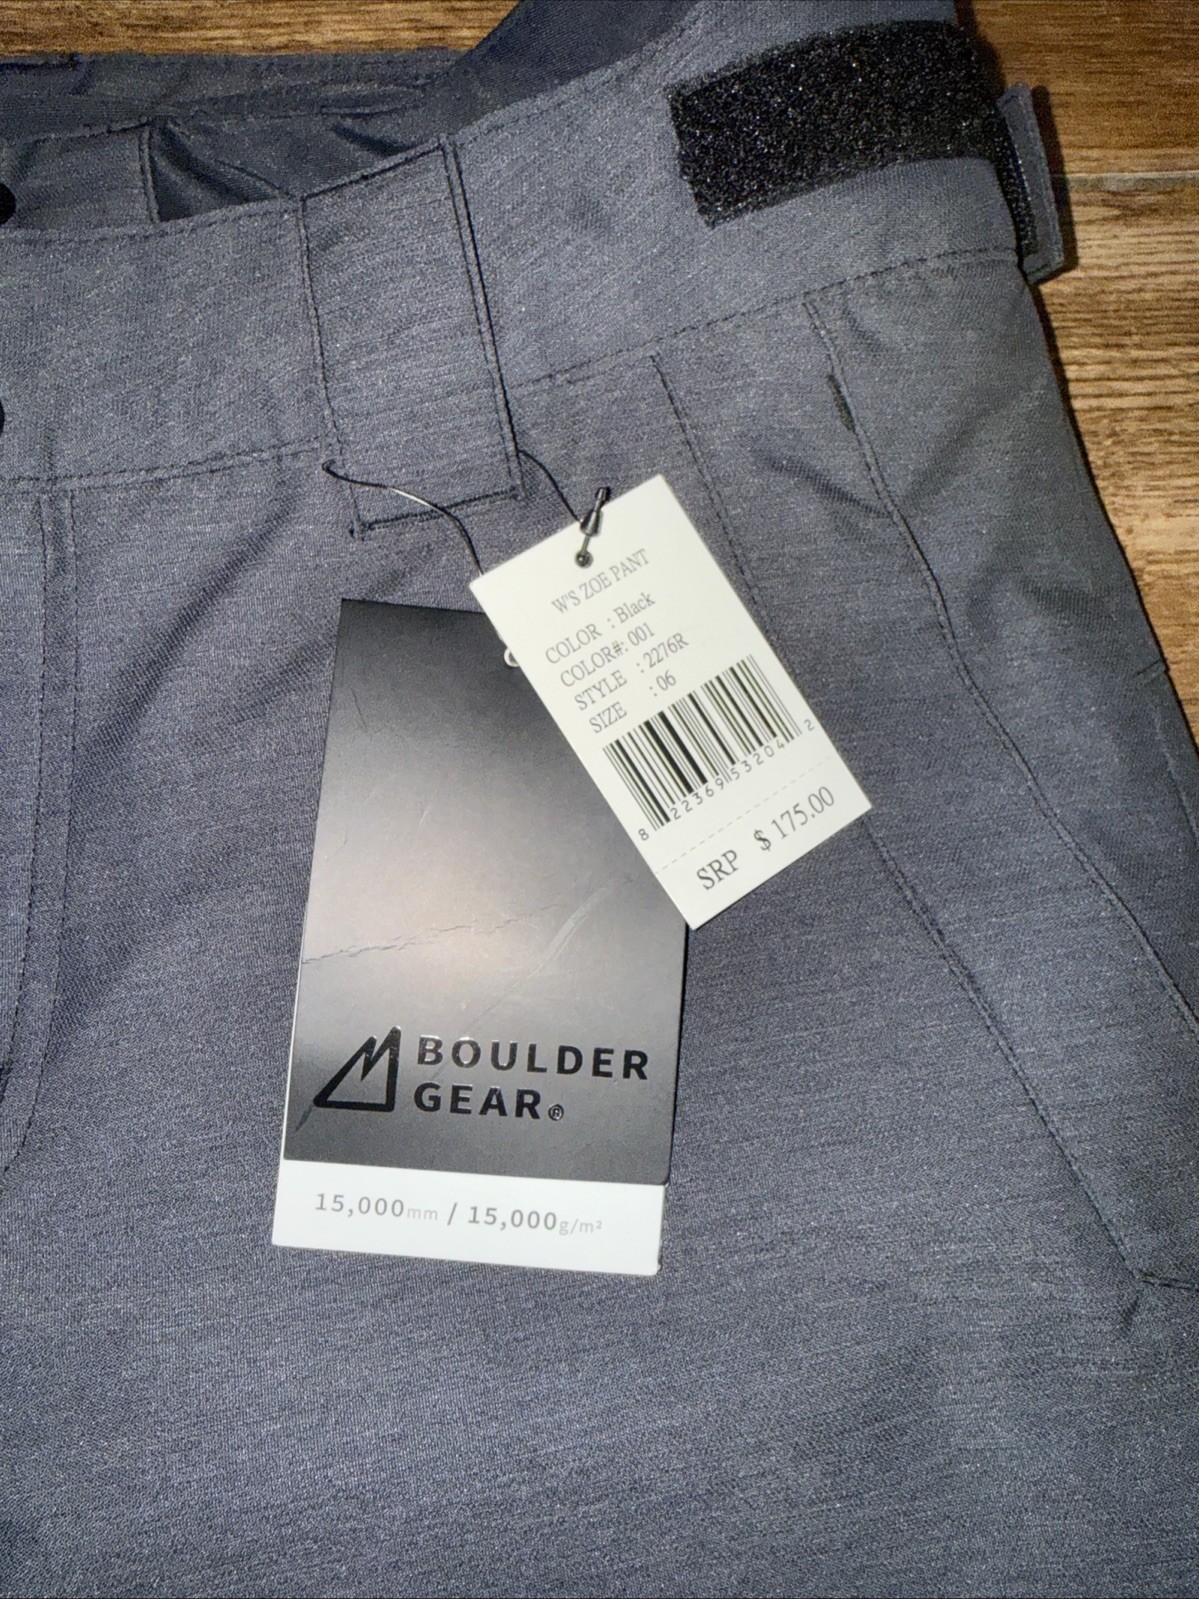 W'S ZOE PANT
COLOR : Black
COLOR#: 001
STYLE : 2276R
SIZE : 06
8 22369 53204 2
SRP $ 175.00
BOULDER
GEAR®
15,000mm / 15,000g/m²